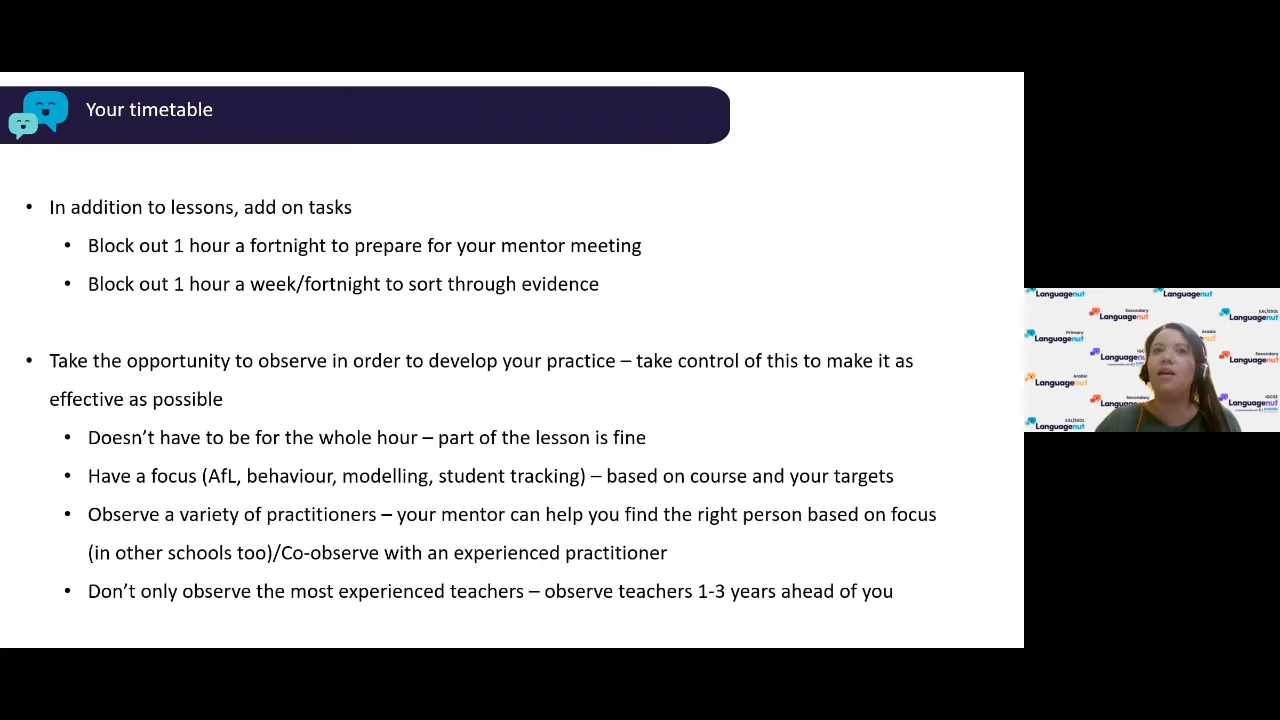 Your timetable
• In addition to lessons, add on tasks
• Block out 1 hour a fortnight to prepare for your mentor meeting
• Block out 1 hour a week/fortnight to sort through evidence
• Take the opportunity to observe in order to develop your practice – take control of this to make it as
effective as possible
• Doesn’t have to be for the whole hour – part of the lesson is fine
• Have a focus (AfL, behaviour, modelling, student tracking) – based on course and your targets
• Observe a variety of practitioners – your mentor can help you find the right person based on focus
(in other schools too)/Co-observe with an experienced practitioner
• Don’t only observe the most experienced teachers – observe teachers 1-3 years ahead of you
Languagenut
Languagenut
Secondary
Languagenut
EAL/ESOL
Languagenut
Primary
Languagenut
Arabic
Secondary
Languagenut
Arabic
Languagenut
Secondary
IGCSE
Languagenut
EAL/ESOL
Languagenut